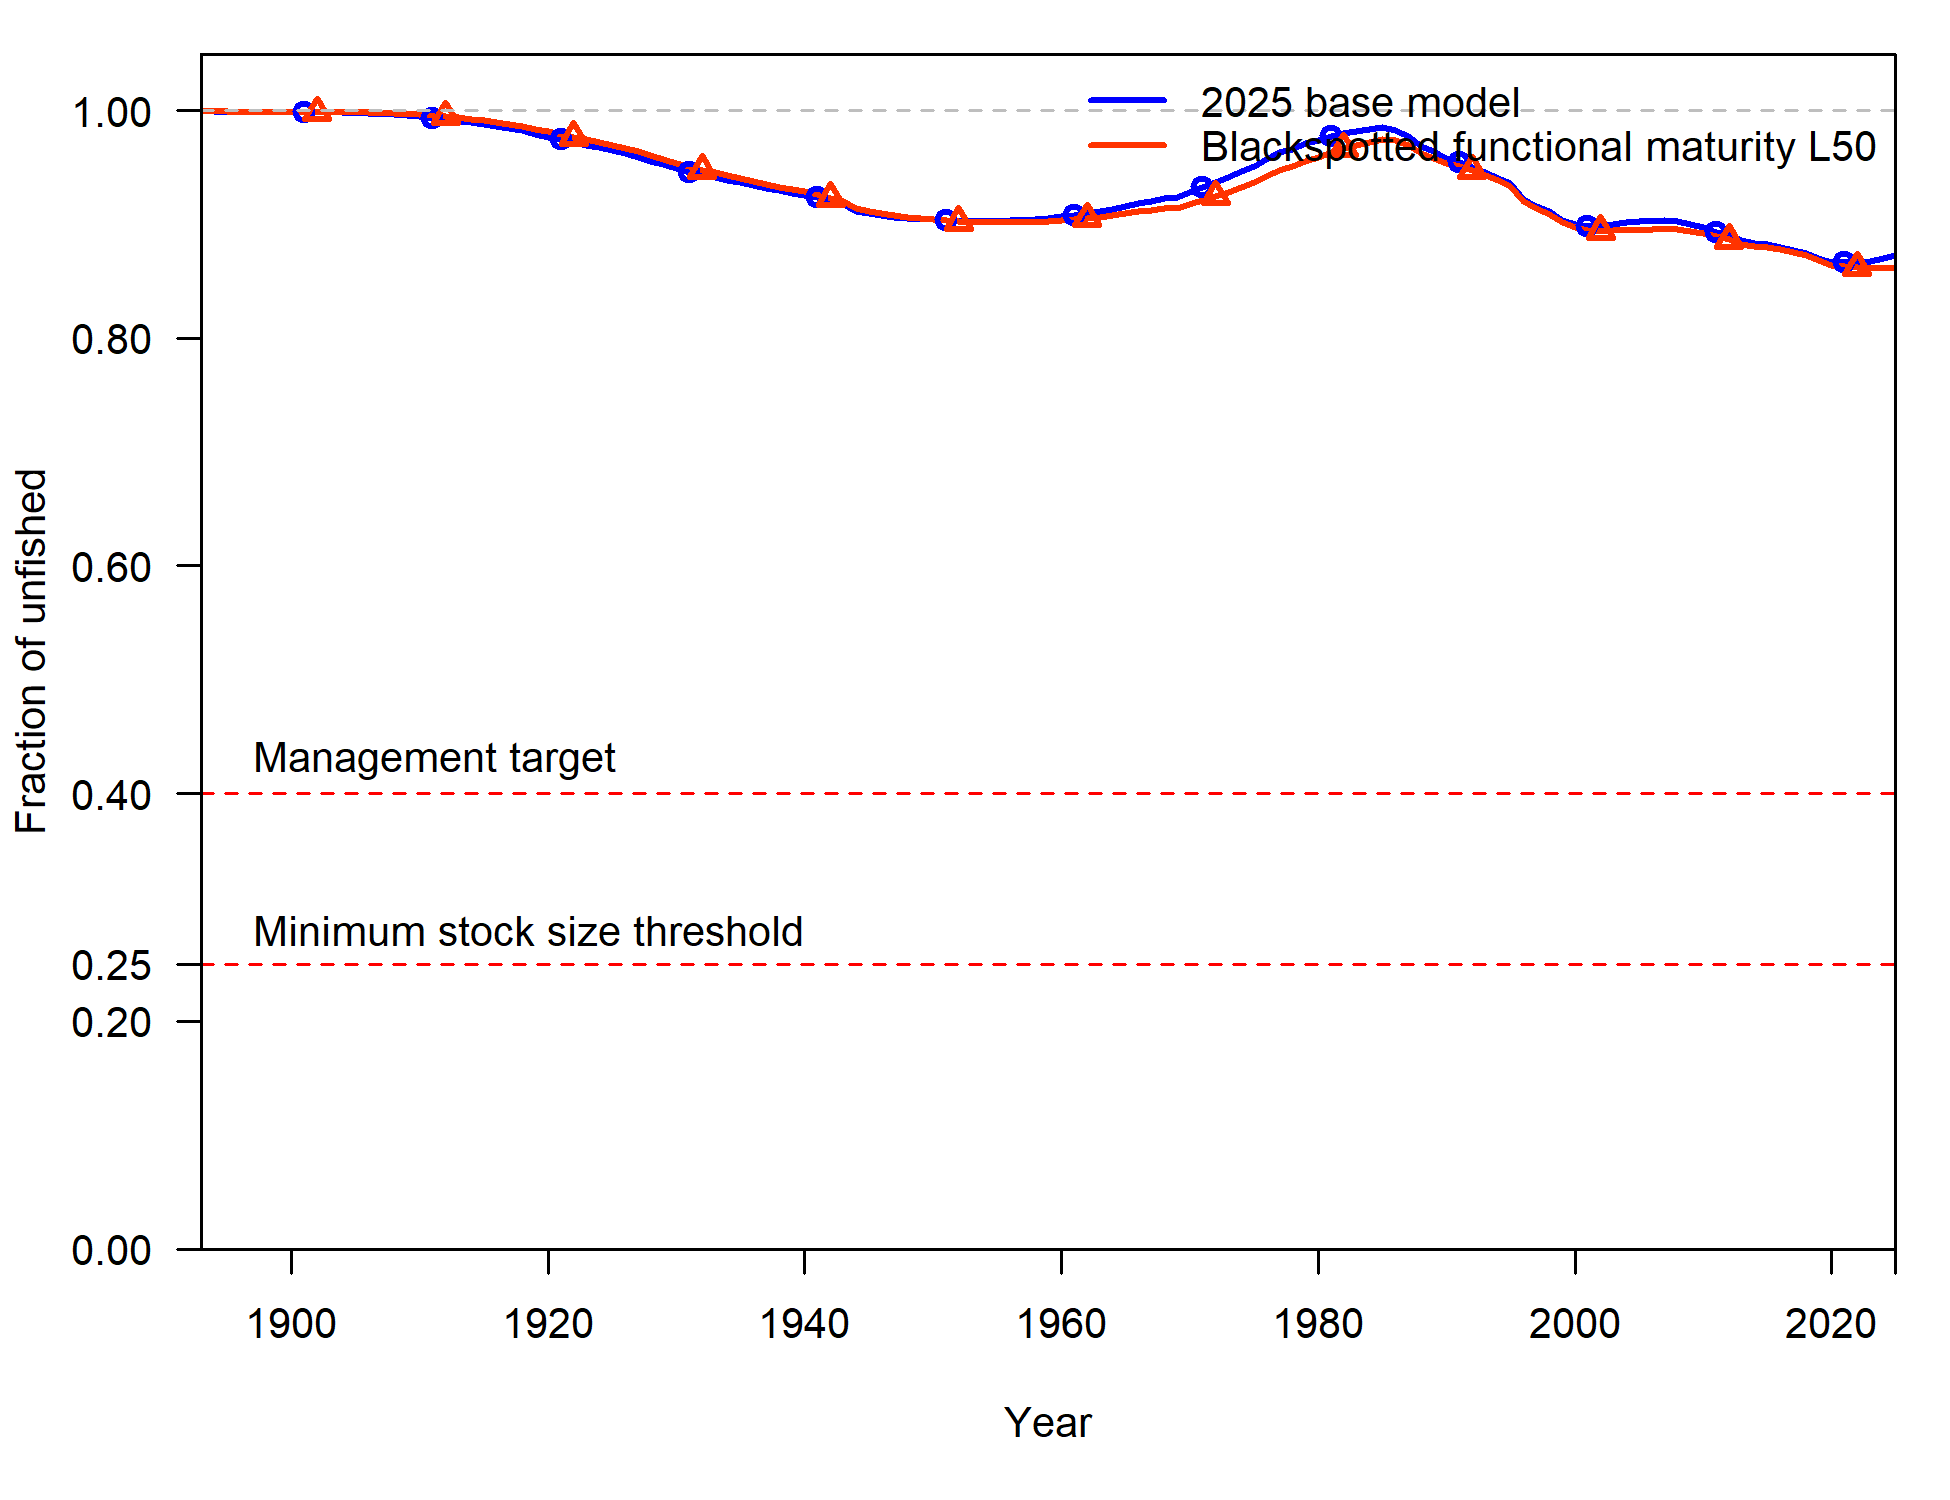 1.00
0.80
0.60
0.40
0.25
0.20
0.00
Fraction of unfished
2025 base model
Blackspotted functional maturity L50
Management target
Minimum stock size threshold
1900 1920 1940 1960 1980 2000 2020
Year